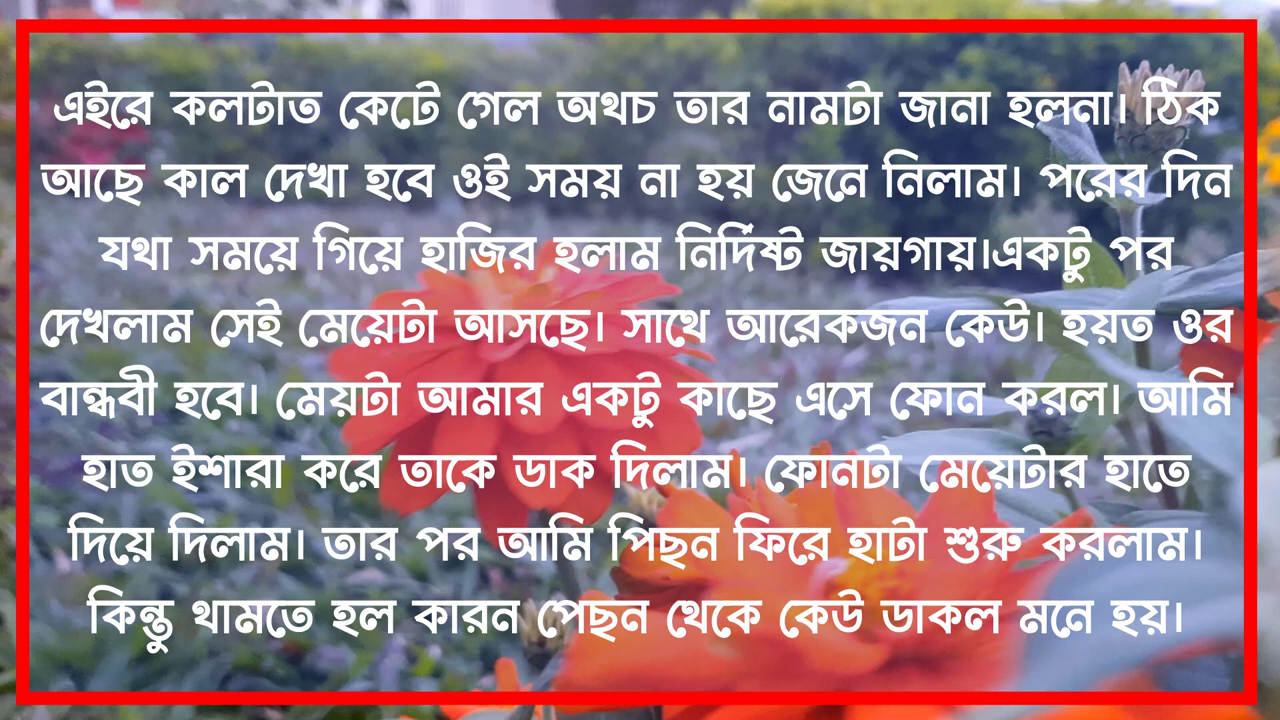 এইরে কলটাত কেটে গেল অথচ তার নামটা জানা হলনা। ঠিক
আছে কাল দেখা হবে ওই সময় না হয় জেনে নিলাম। পরের দিন
যথা সময়ে গিয়ে হাজির হলাম নির্দিষ্ট জায়গায়।একটু পর
দেখলাম সেই মেয়েটা আসছে। সাথে আরেকজন কেউ। হয়ত ওর
বান্ধবী হবে। মেয়টা আমার একটু কাছে এসে ফোন করল। আমি
হাত ইশারা করে তাকে ডাক দিলাম। ফোনটা মেয়েটার হাতে
দিয়ে দিলাম। তার পর আমি পিছন ফিরে হাটা শুরু করলাম।
কিন্তু থামতে হল কারন পেছন থেকে কেউ ডাকল মনে হয়।